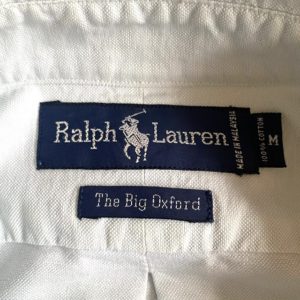 Ralph Lauren
MADE IN MALAYSIA
100% COTTON
M
The Big Oxford